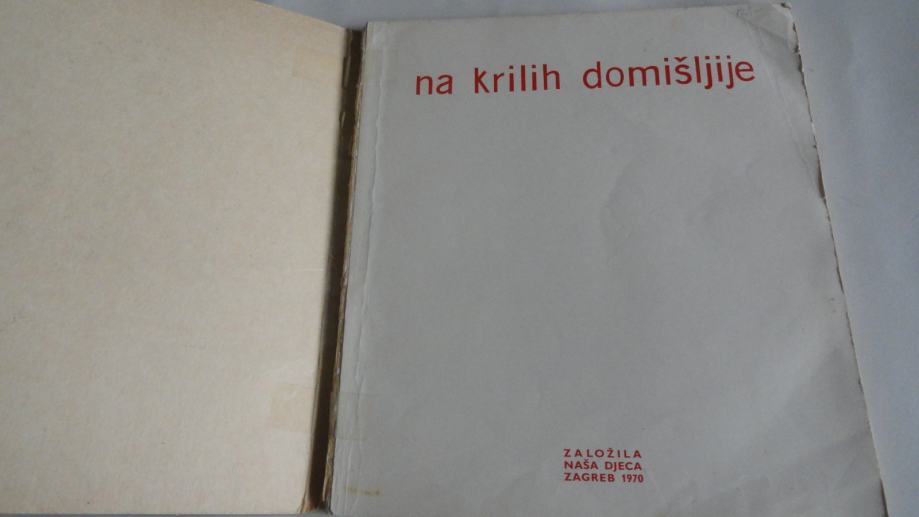 na krilih domišljije
ZALOŽILA
NAŠA DJECA
ZAGREB 1970